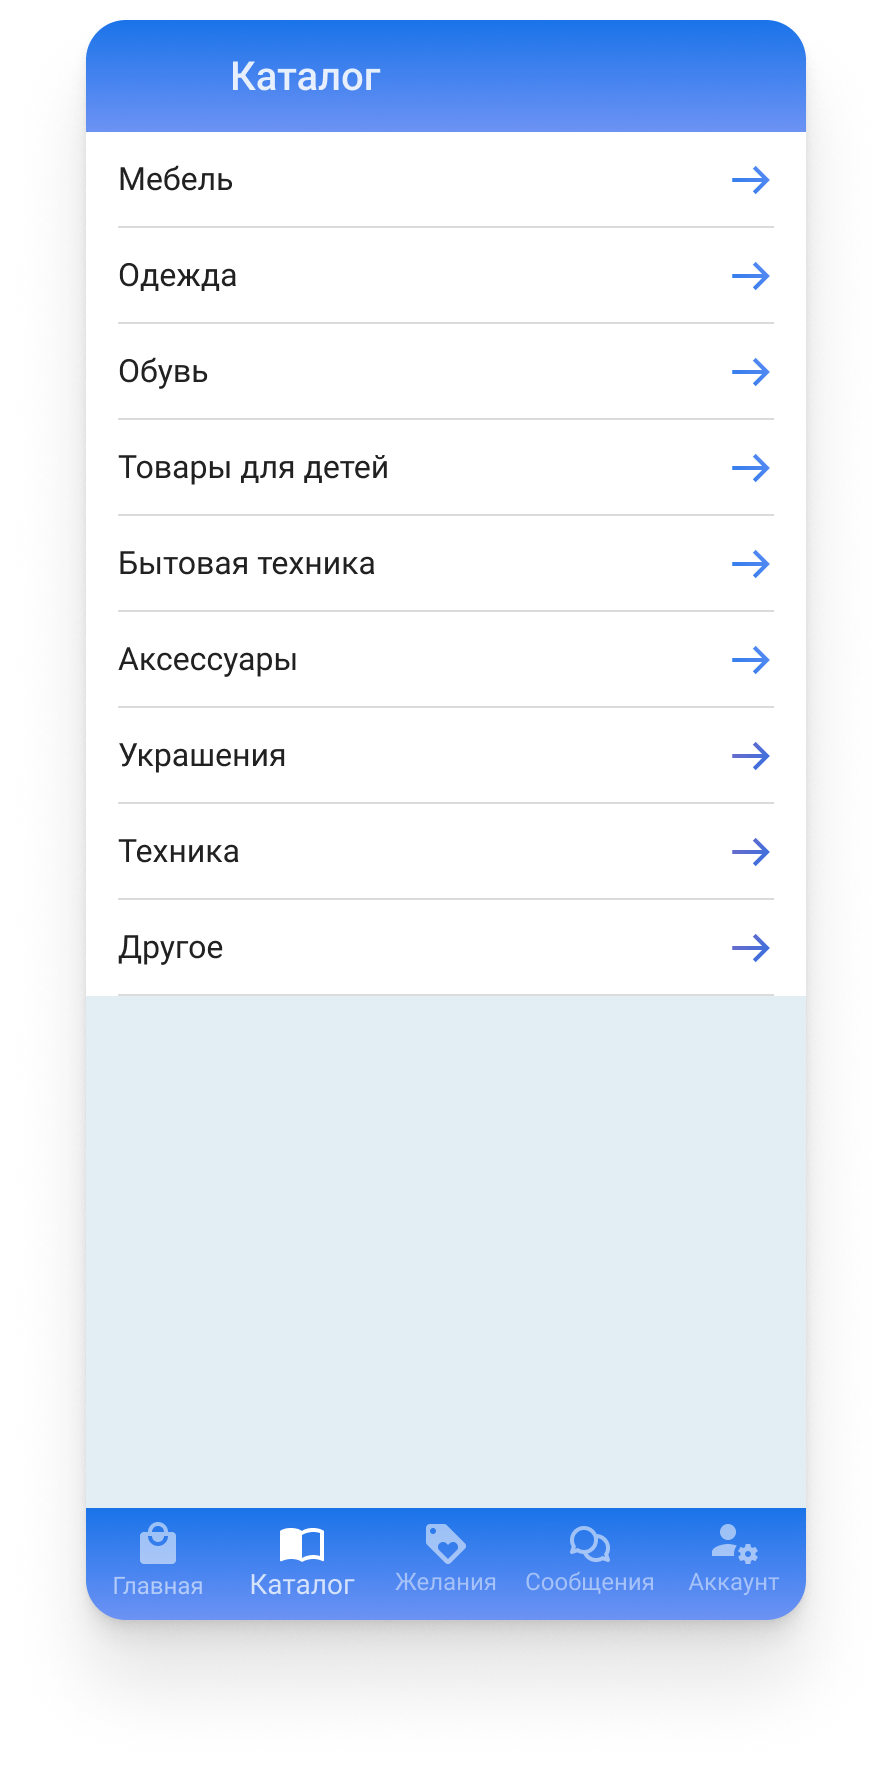 Каталог
Мебель
Одежда
Обувь
Товары для детей
Бытовая техника
Аксессуары
Украшения
Техника
Другое
Главная Каталог Желания Сообщения Аккаунт